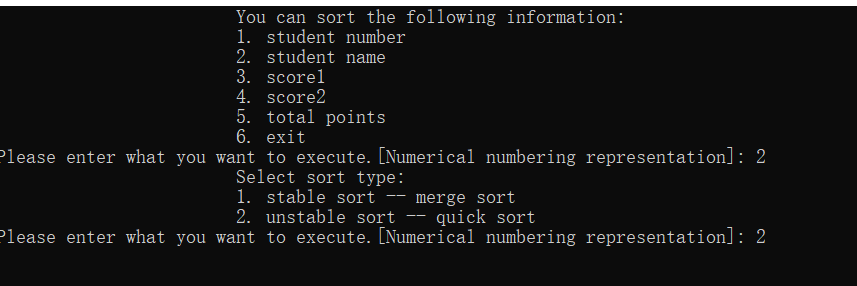 You can sort the following information:
1. student number
2. student name
3. score1
4. score2
5. total points
6. exit
Please enter what you want to execute.[Numerical numbering representation]: 2
Select sort type:
1. stable sort -- merge sort
2. unstable sort -- quick sort
Please enter what you want to execute.[Numerical numbering representation]: 2